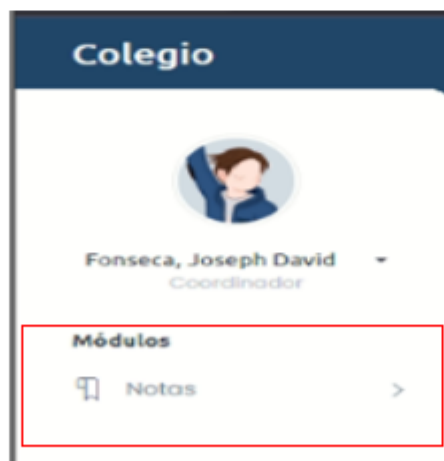 Colegio
Fonseca, Joseph David
Coordinador
Módulos
Notas